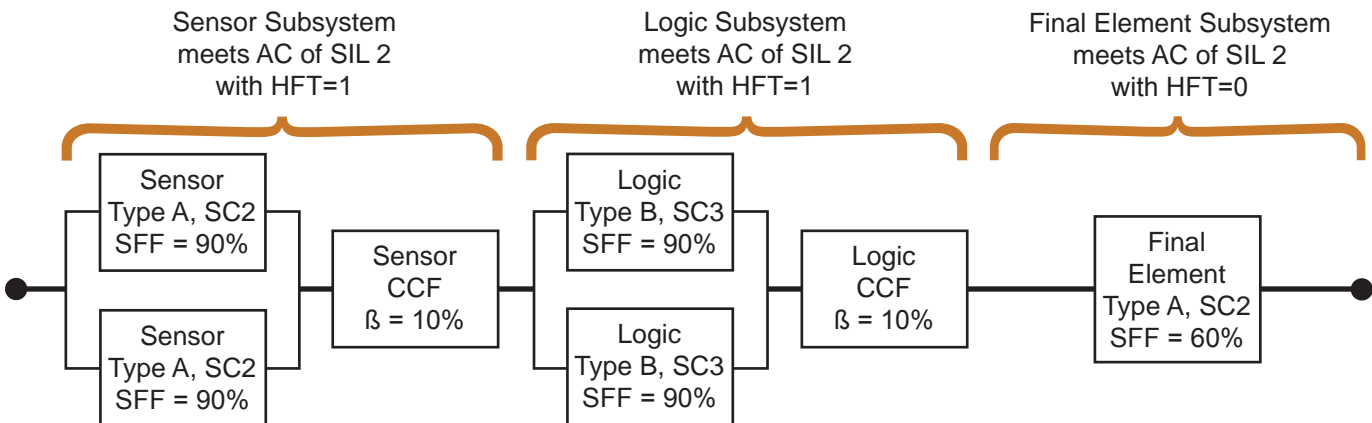 Sensor Subsystem
meets AC of SIL 2
with HFT=1
Logic Subsystem
meets AC of SIL 2
with HFT=1
Final Element Subsystem
meets AC of SIL 2
with HFT=0
Sensor
Type A, SC2
SFF = 90%
Sensor
Type A, SC2
SFF = 90%
Sensor
CCF
ß = 10%
Logic
Type B, SC3
SFF = 90%
Logic
Type B, SC3
SFF = 90%
Logic
CCF
ß = 10%
Final
Element
Type A, SC2
SFF = 60%